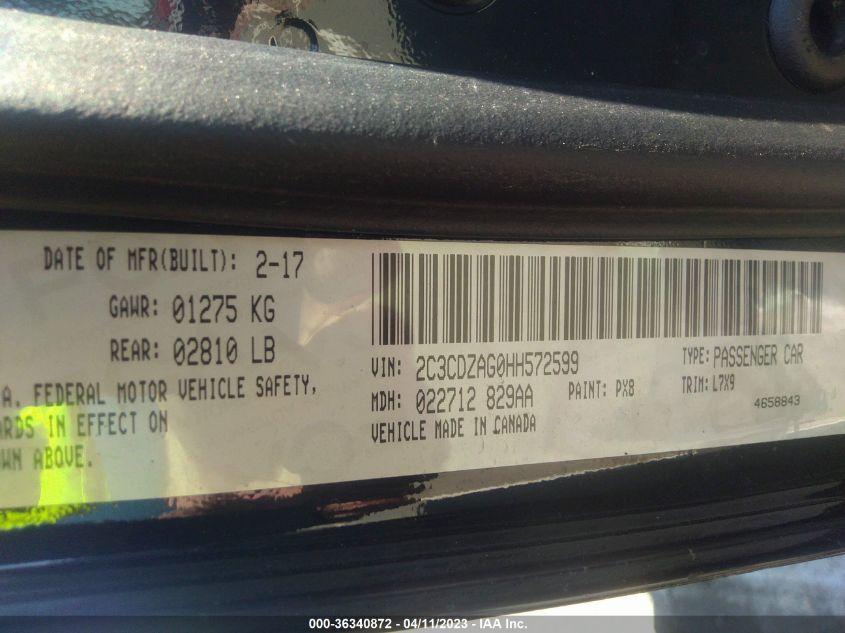 DATE OF MFR(BUILT): 2-17
GAWR: 01275 KG
REAR: 02810 LB
A. FEDERAL MOTOR VEHICLE SAFETY,
ARDS IN EFFECT ON
WN ABOVE.
VIN: 2C3CDZAG0HH572599
TYPE: PASSENGER CAR
MDH: 022712 829AA
PAINT: PX8
TRIM: L7X9
VEHICLE MADE IN CANADA
4658843
000-36340872 - 04/11/2023 - IAA Inc.